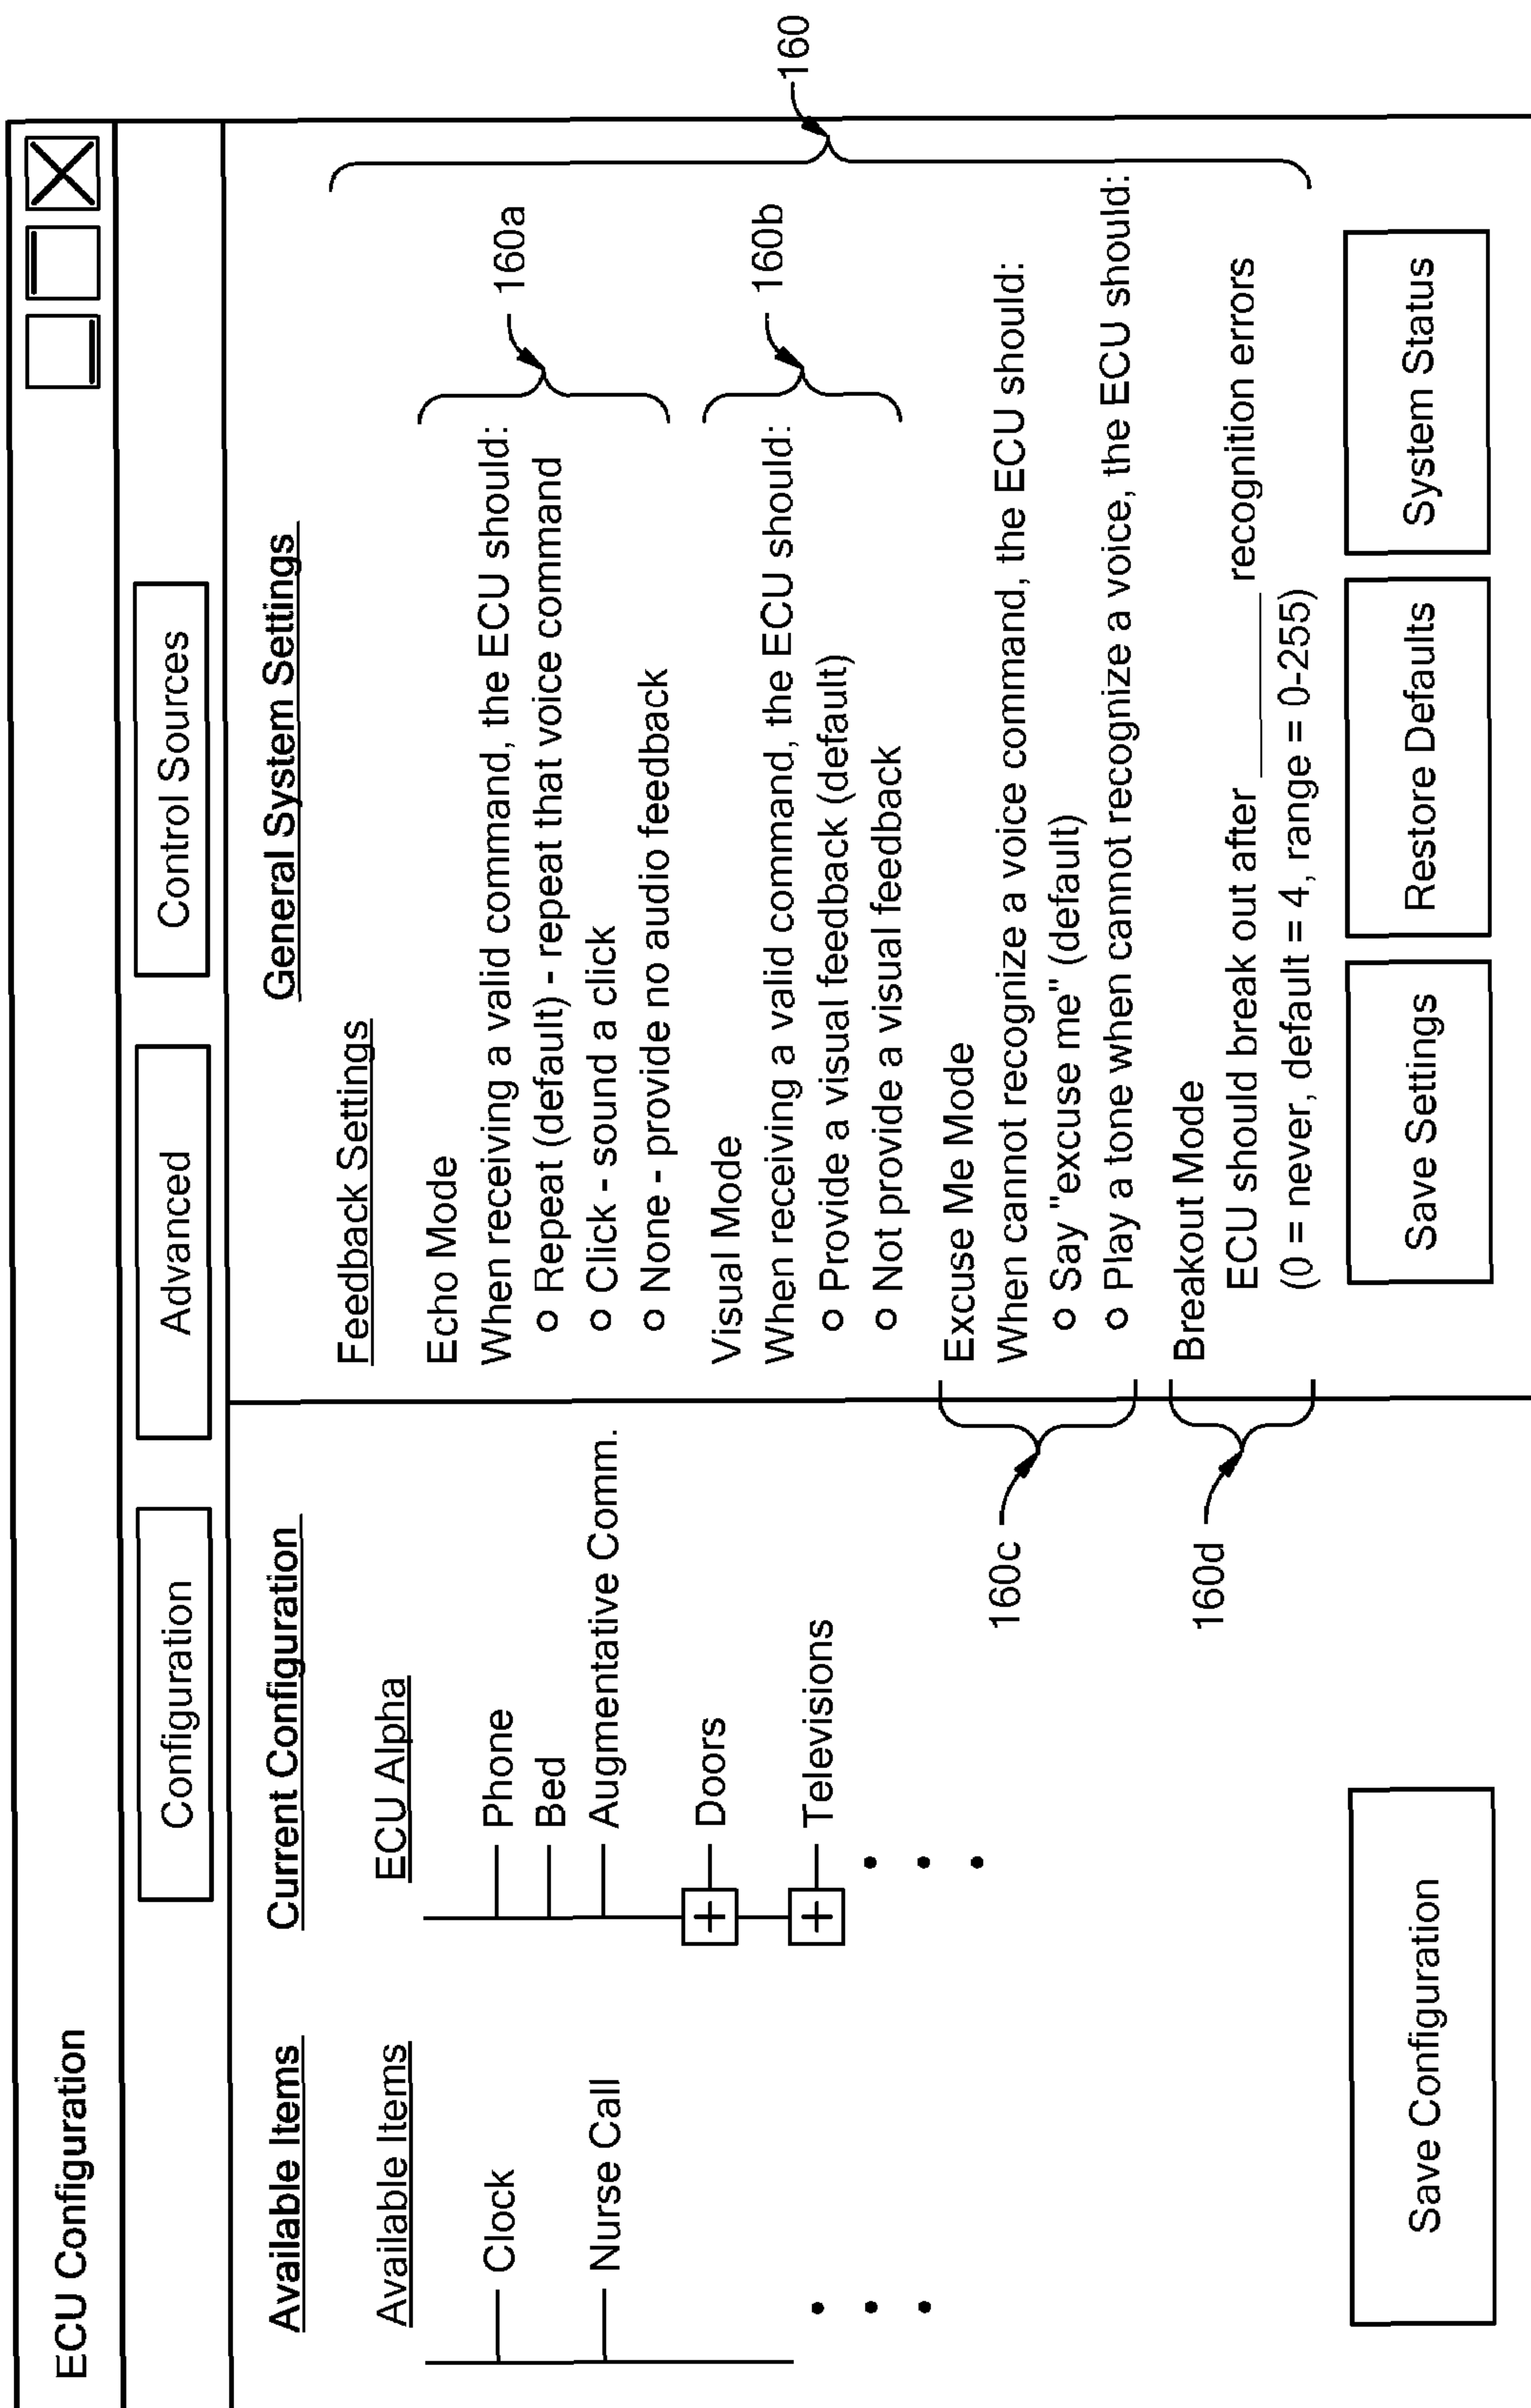 ECU Configuration
Configuration
Advanced
Control Sources
Available Items
Available Items
Clock
Nurse Call
Current Configuration
ECU Alpha
Phone
Bed
Augmentative Comm.
+ Doors
+ Televisions
Save Configuration
General System Settings
Feedback Settings
Echo Mode
When receiving a valid command, the ECU should:
o Repeat (default) - repeat that voice command
o Click - sound a click
o None - provide no audio feedback
160a
Visual Mode
When receiving a valid command, the ECU should:
o Provide a visual feedback (default)
o Not provide a visual feedback
160b
160
Excuse Me Mode
When cannot recognize a voice command, the ECU should:
o Say "excuse me" (default)
o Play a tone when cannot recognize a voice, the ECU should:
160c
Breakout Mode
ECU should break out after ______ recognition errors
(0 = never, default = 4, range = 0-255)
160d
Save Settings
Restore Defaults
System Status